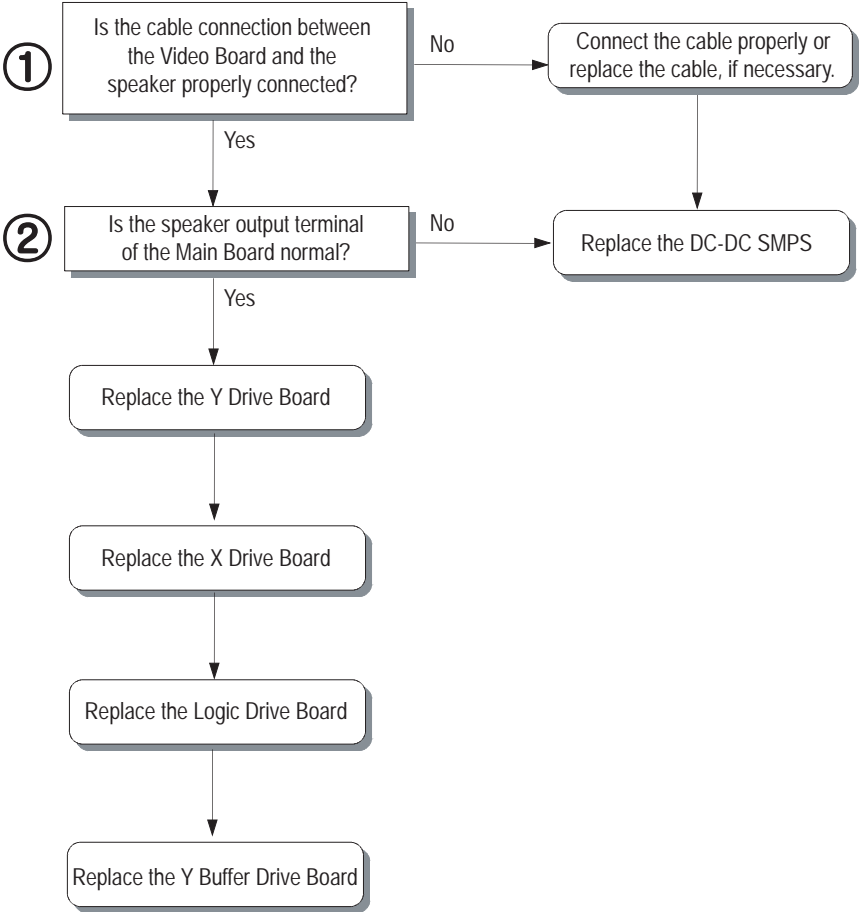 1
Is the cable connection between
the Video Board and the
speaker properly connected?
No
Connect the cable properly or
replace the cable, if necessary.
Yes
2
Is the speaker output terminal
of the Main Board normal?
No
Replace the DC-DC SMPS
Yes
Replace the Y Drive Board
Replace the X Drive Board
Replace the Logic Drive Board
Replace the Y Buffer Drive Board